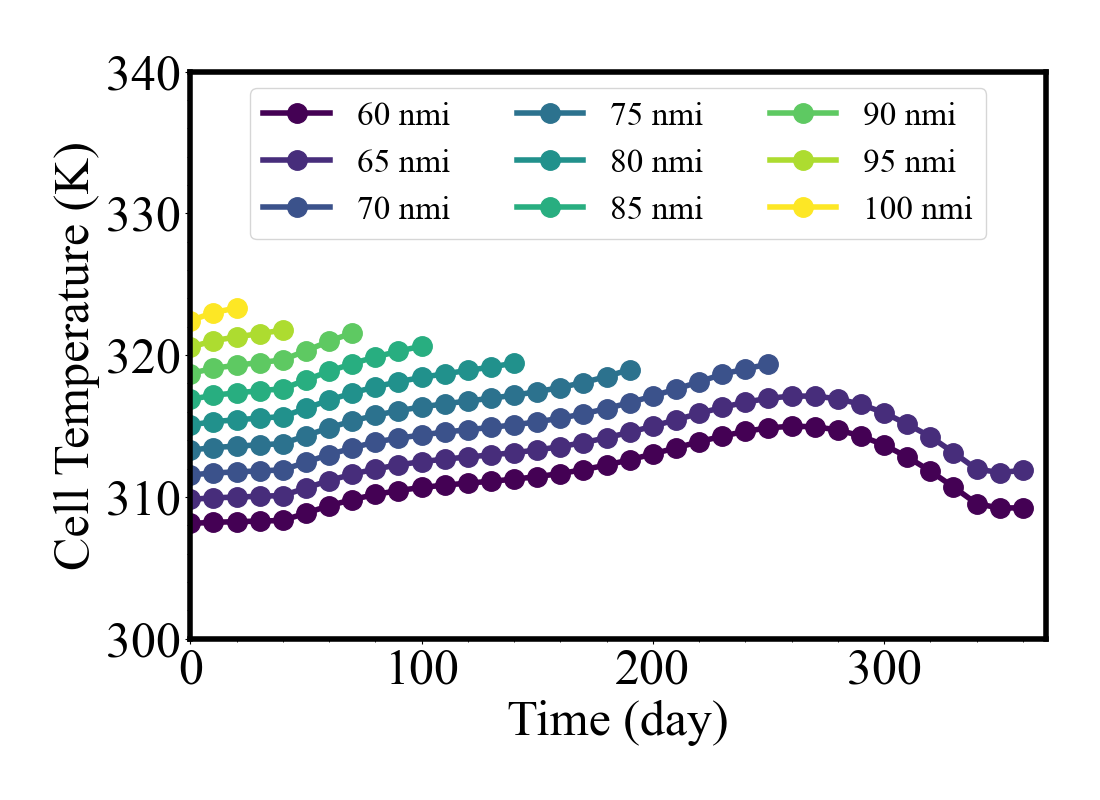 340
330
320
310
300
Cell Temperature (K)
60 nmi
65 nmi
70 nmi
75 nmi
80 nmi
85 nmi
90 nmi
95 nmi
100 nmi
0
100
200
300
Time (day)